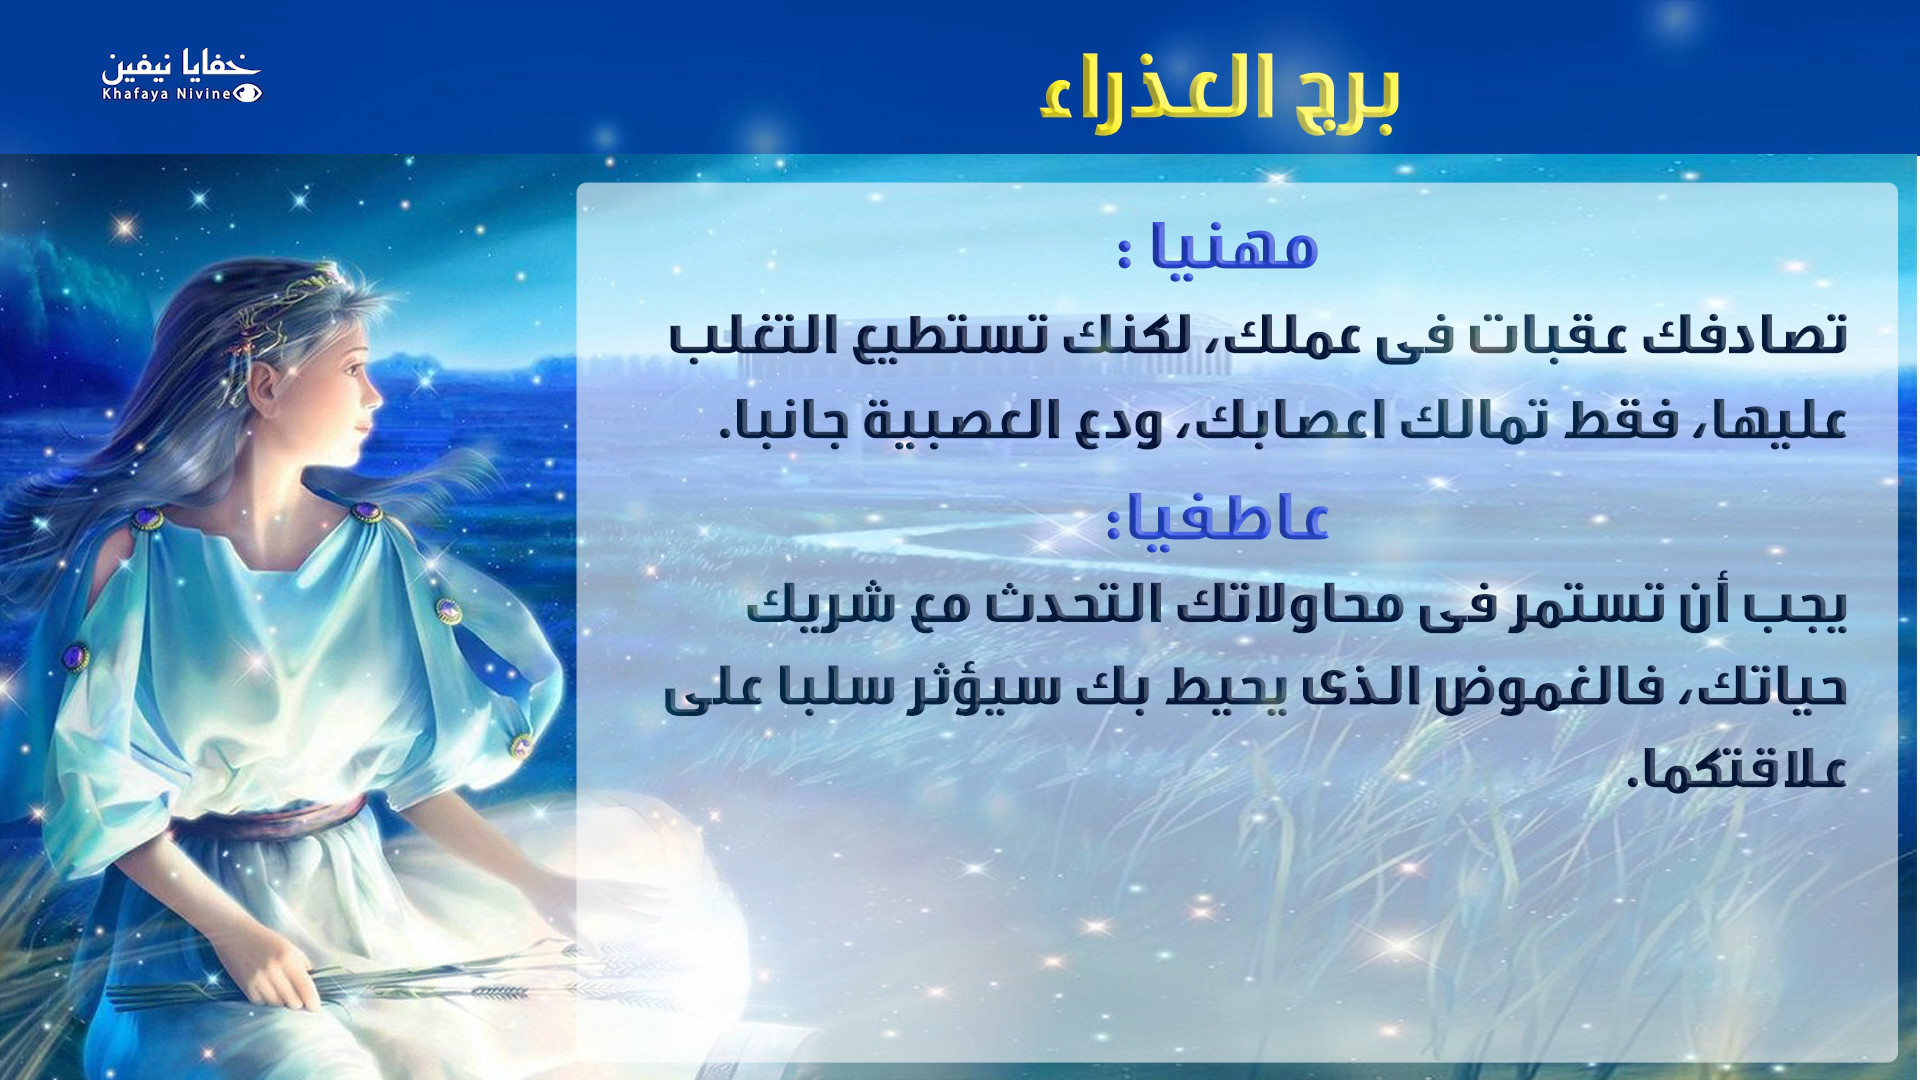 برج العذراء
خفايا نيفين
Khafaya Nivine
مهنيا :
تصادفك عقبات فى عملك، لكنك تستطيع التغلب
عليها، فقط تمالك اعصابك، ودع العصبية جانبا.
عاطفيا:
يجب أن تستمر فى محاولاتك التحدث مع شريك
حياتك، فالغموض الذى يحيط بك سيؤثر سلبا على
علاقتكما.